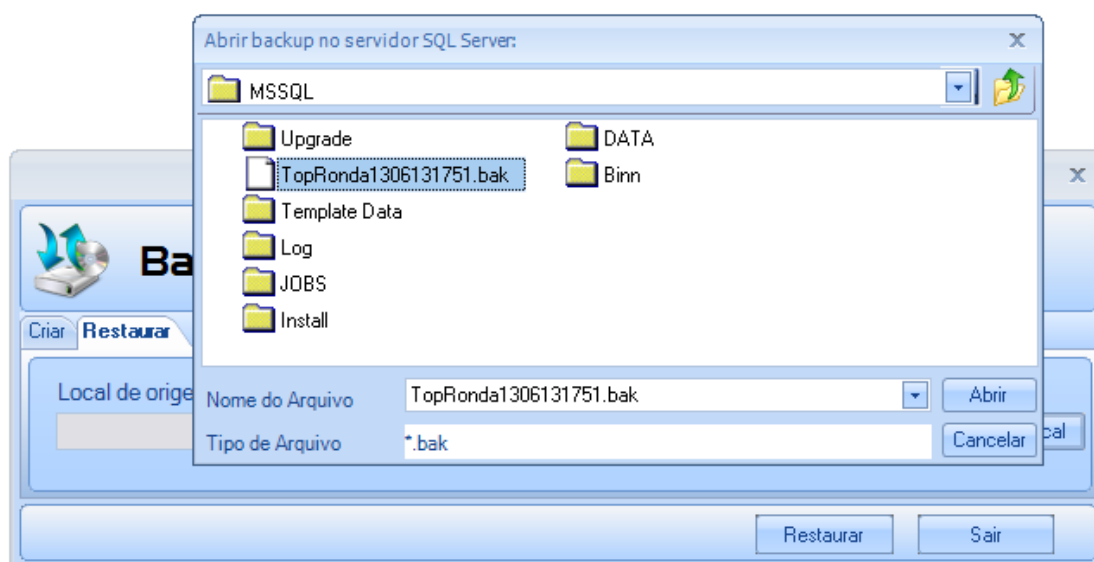 Abrir backup no servidor SQL Server:
MSSQL
Upgrade
DATA
TopRonda1306131751.bak
Binn
Template Data
Log
JOBS
Install
Ba
Criar Restaurar
Local de orige
Nome do Arquivo TopRonda1306131751.bak Abrir
Tipo de Arquivo *.bak Cancelar
cal
Restaurar Sair